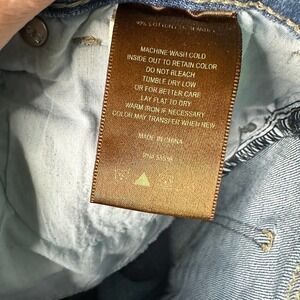 MACHINE WASH COLD
INSIDE OUT TO RETAIN COLOR
DO NOT BLEACH
TUMBLE DRY LOW
OR FOR BETTER CARE
LAY FLAT TO DRY
WARM IRON IF NECESSARY
COLOR MAY TRANSFER WHEN NEW
MADE IN CHINA
RN#